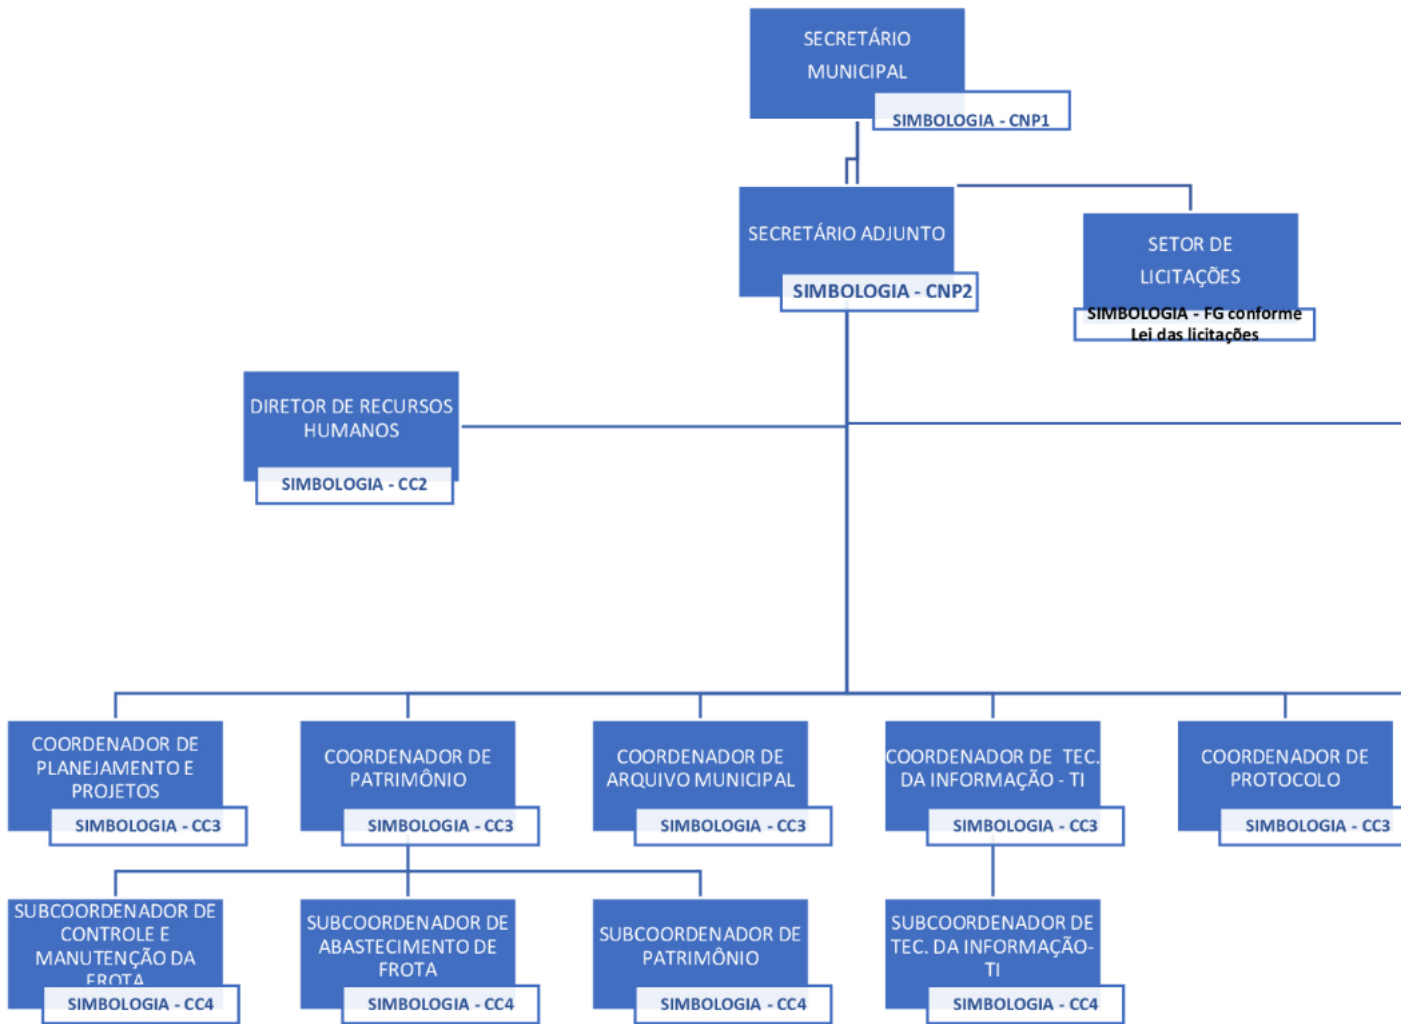 SECRETÁRIO
MUNICIPAL
SIMBOLOGIA - CNP1
SECRETÁRIO ADJUNTO
SIMBOLOGIA - CNP2
SETOR DE
LICITAÇÕES
SIMBOLOGIA - FG conforme
Lei das licitações
DIRETOR DE RECURSOS
HUMANOS
SIMBOLOGIA - CC2
COORDENADOR DE
PLANEJAMENTO E
PROJETOS
SIMBOLOGIA - CC3
COORDENADOR DE
PATRIMÔNIO
SIMBOLOGIA - CC3
COORDENADOR DE
ARQUIVO MUNICIPAL
SIMBOLOGIA - CC3
COORDENADOR DE TEC.
DA INFORMAÇÃO - TI
SIMBOLOGIA - CC3
COORDENADOR DE
PROTOCOLO
SIMBOLOGIA - CC3
SUBCOORDENADOR DE
CONTROLE E
MANUTENÇÃO DA
FROTA
SIMBOLOGIA - CC4
SUBCOORDENADOR DE
ABASTECIMENTO DE
FROTA
SIMBOLOGIA - CC4
SUBCOORDENADOR DE
PATRIMÔNIO
SIMBOLOGIA - CC4
SUBCOORDENADOR DE
TEC. DA INFORMAÇÃO-
TI
SIMBOLOGIA - CC4